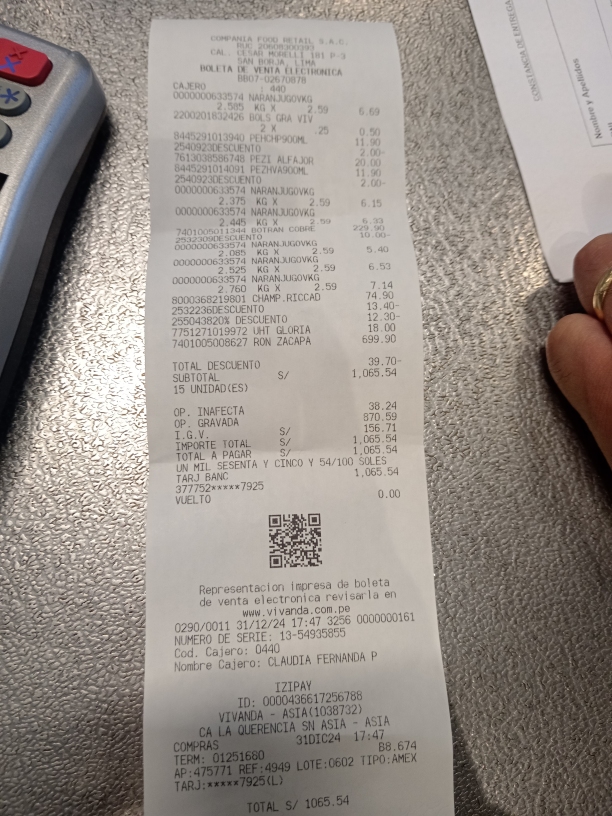 COMPANIA FOOD RETAIL S.A.C.
RUC 20608300393
CAL. CESAR MORELLI 181 P-3
SAN BORJA, LIMA
BOLETA DE VENTA ELECTRONICA
BB07-02670878
CAJERO : 440
0000000633574 NARANJUGOVKG
2.585 KG X 2.59 6.69
2200201832426 BOLS GRA VIV
2 X .25 0.50
8445291013940 PEHCHP900ML 11.90
2540923DESCUENTO 2.00-
7613038586748 PEZI ALFAJOR 20.00
8445291014091 PEZHVA900ML 11.90
2540923DESCUENTO 2.00-
0000000633574 NARANJUGOVKG
2.375 KG X 2.59 6.15
0000000633574 NARANJUGOVKG
2.445 KG X 2.59 6.33
7401005011344 BOTRAN COBRE 229.90
2532309DESCUENTO 10.00-
0000000633574 NARANJUGOVKG
2.085 KG X 2.59 5.40
0000000633574 NARANJUGOVKG
2.525 KG X 2.59 6.53
0000000633574 NARANJUGOVKG
2.760 KG X 2.59 7.14
8000368219801 CHAMP.RICCAD 74.90
2532236DESCUENTO 13.40-
255043820% DESCUENTO 12.30-
7751271019972 UHT GLORIA 18.00
7401005008627 RON ZACAPA 699.90
TOTAL DESCUENTO 39.70-
SUBTOTAL S/ 1,065.54
15 UNIDAD(ES)
OP. INAFECTA 38.24
OP. GRAVADA 870.59
I.G.V. S/ 156.71
IMPORTE TOTAL S/ 1,065.54
TOTAL A PAGAR S/ 1,065.54
UN MIL SESENTA Y CINCO Y 54/100 SOLES
TARJ BANC 1,065.54
377752*****7925
VUELTO 0.00
Representacion impresa de boleta
de venta electronica revisarla en
www.vivanda.com.pe
0290/0011 31/12/24 17:47 3256 0000000161
NUMERO DE SERIE: 13-54935855
Cod. Cajero: 0440
Nombre Cajero: CLAUDIA FERNANDA P
IZIPAY
ID: 0000436617256788
VIVANDA - ASIA(1038732)
CA LA QUERENCIA SN ASIA - ASIA
COMPRAS 31DIC24 17:47
TERM: 01251680 B8.674
AP:475771 REF:4949 LOTE:0602 TIPO:AMEX
TARJ:*****7925(L)
TOTAL S/ 1065.54
CONSTANCIA DE ENTREGA
Nombre y Apellidos